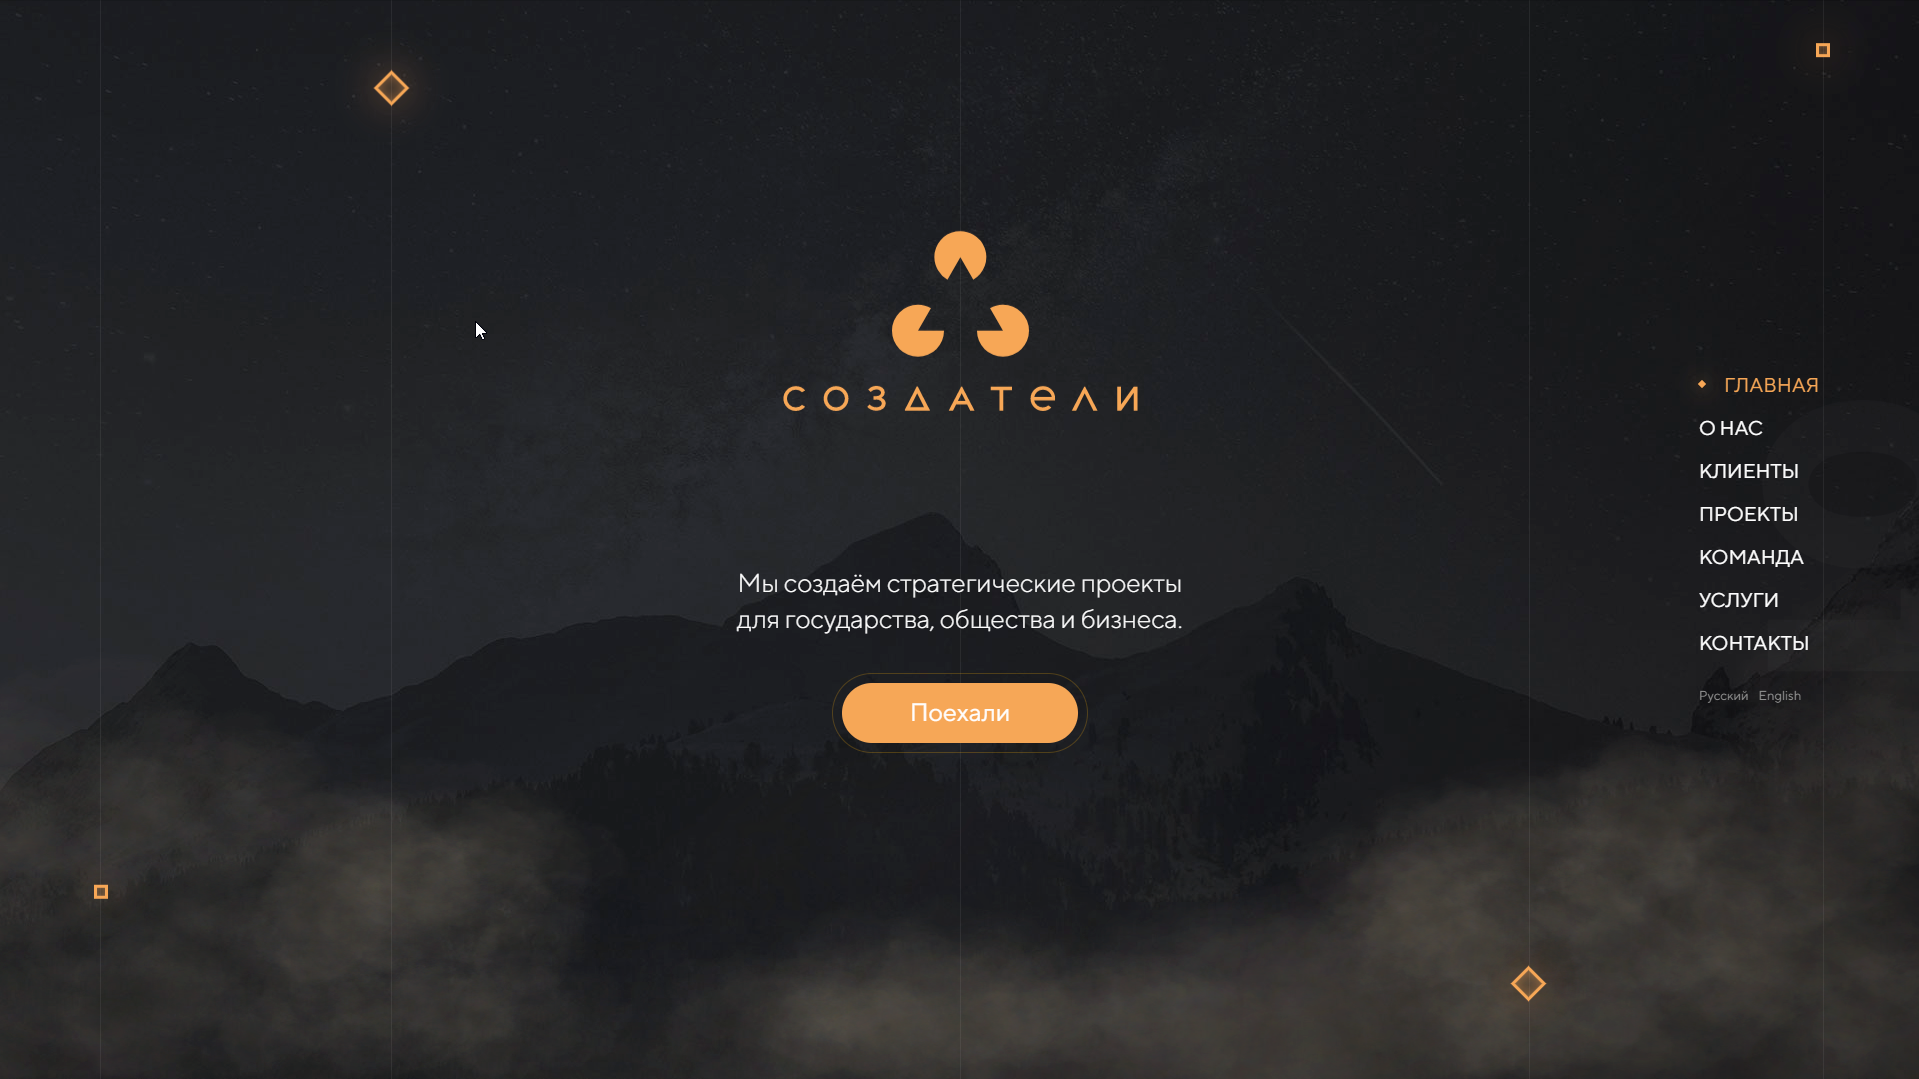 СОЗДАТЕЛИ
Мы создаём стратегические проекты
для государства, общества и бизнеса.
Поехали
ГЛАВНАЯ
О НАС
КЛИЕНТЫ
ПРОЕКТЫ
КОМАНДА
УСЛУГИ
КОНТАКТЫ
Русский English